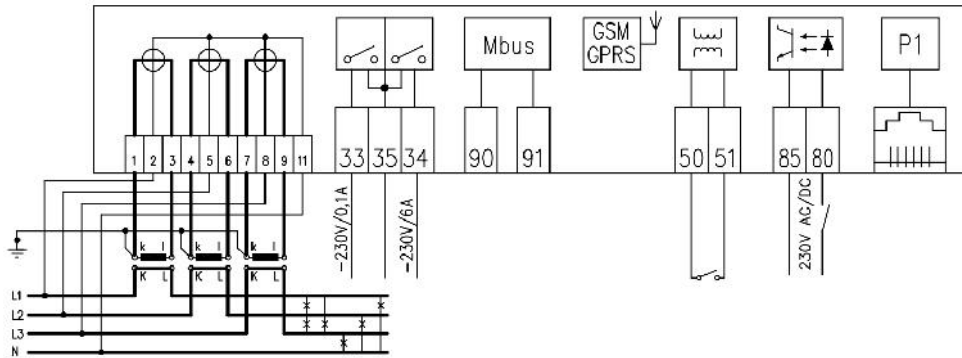 Mbus
GSM
GPRS
P1
1 2 3 4 5 6 7 8 9 11
33 35 34
90 91
50 51
85 80
~230V/0,1A
~230V/6A
230V AC/DC
k l k l k l
K L K L K L
L1
L2
L3
N